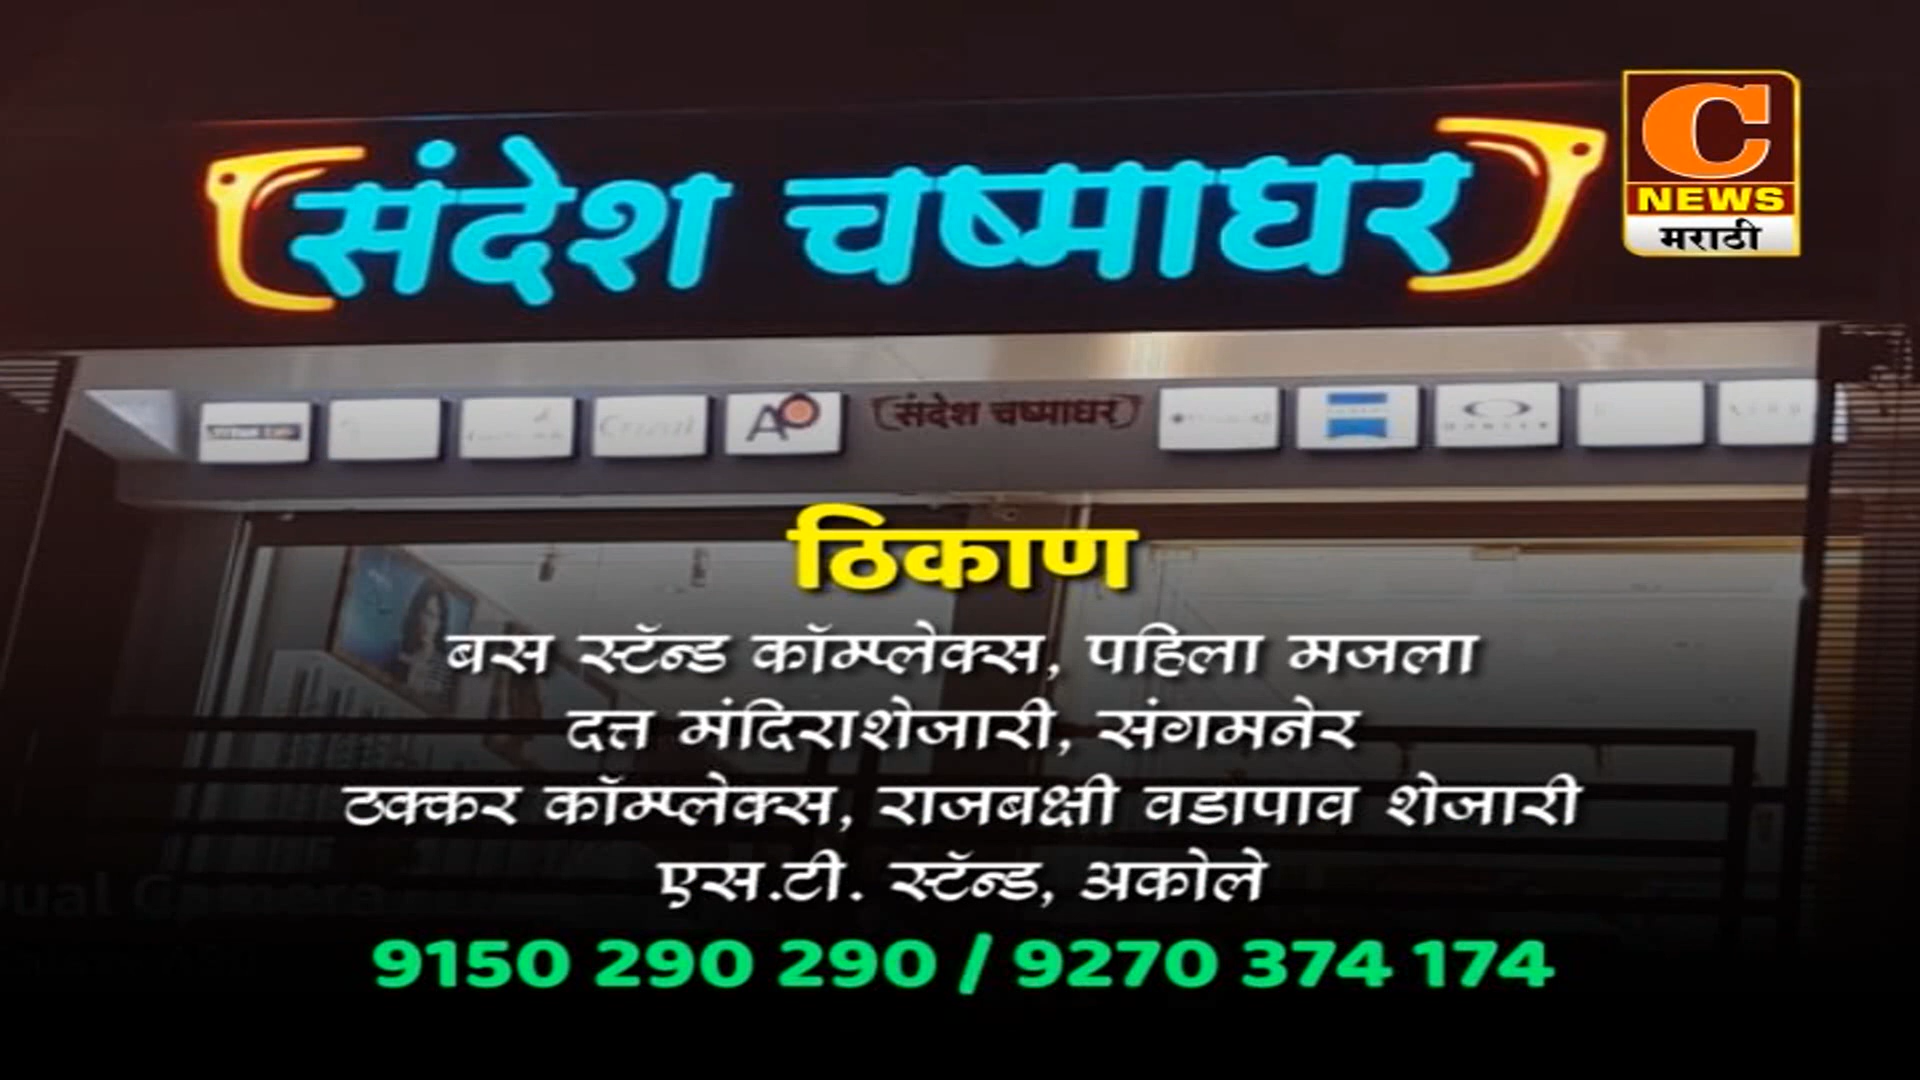 संदेश चष्माघर
C
NEWS
मराठी
AO
संदेश चष्माघर
ठिकाण
बस स्टॅन्ड कॉम्प्लेक्स, पहिला मजला
दत्त मंदिराशेजारी, संगमनेर
ठक्कर कॉम्प्लेक्स, राजबक्षी वडापाव शेजारी
एस.टी. स्टॅन्ड, अकोले
9150 290 290 / 9270 374 174